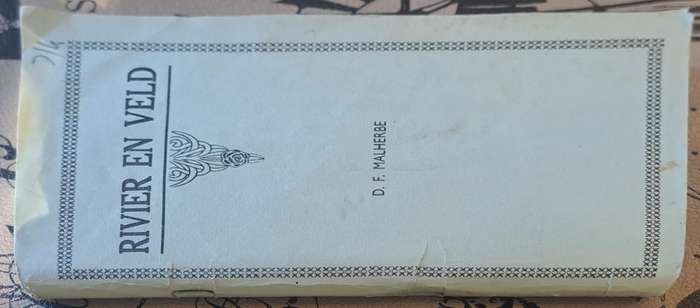 RIVIER EN VELD
D. F. MALHERBE